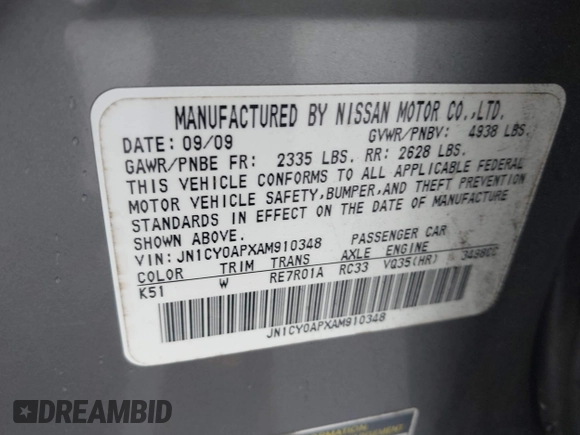 MANUFACTURED BY NISSAN MOTOR CO.,LTD.
DATE: 09/09 GVWR/PNBV: 4938 LBS.
GAWR/PNBE FR: 2335 LBS. RR: 2628 LBS.
THIS VEHICLE CONFORMS TO ALL APPLICABLE FEDERAL
MOTOR VEHICLE SAFETY,BUMPER,AND THEFT PREVENTION
STANDARDS IN EFFECT ON THE DATE OF MANUFACTURE
SHOWN ABOVE.
VIN: JN1CY0APXAM910348 PASSENGER CAR
COLOR TRIM TRANS AXLE ENGINE
K51 W RE7R01A RC33 VQ35(HR) 3498CC
JN1CY0APXAM910348
DREAMBID
INFORMATION